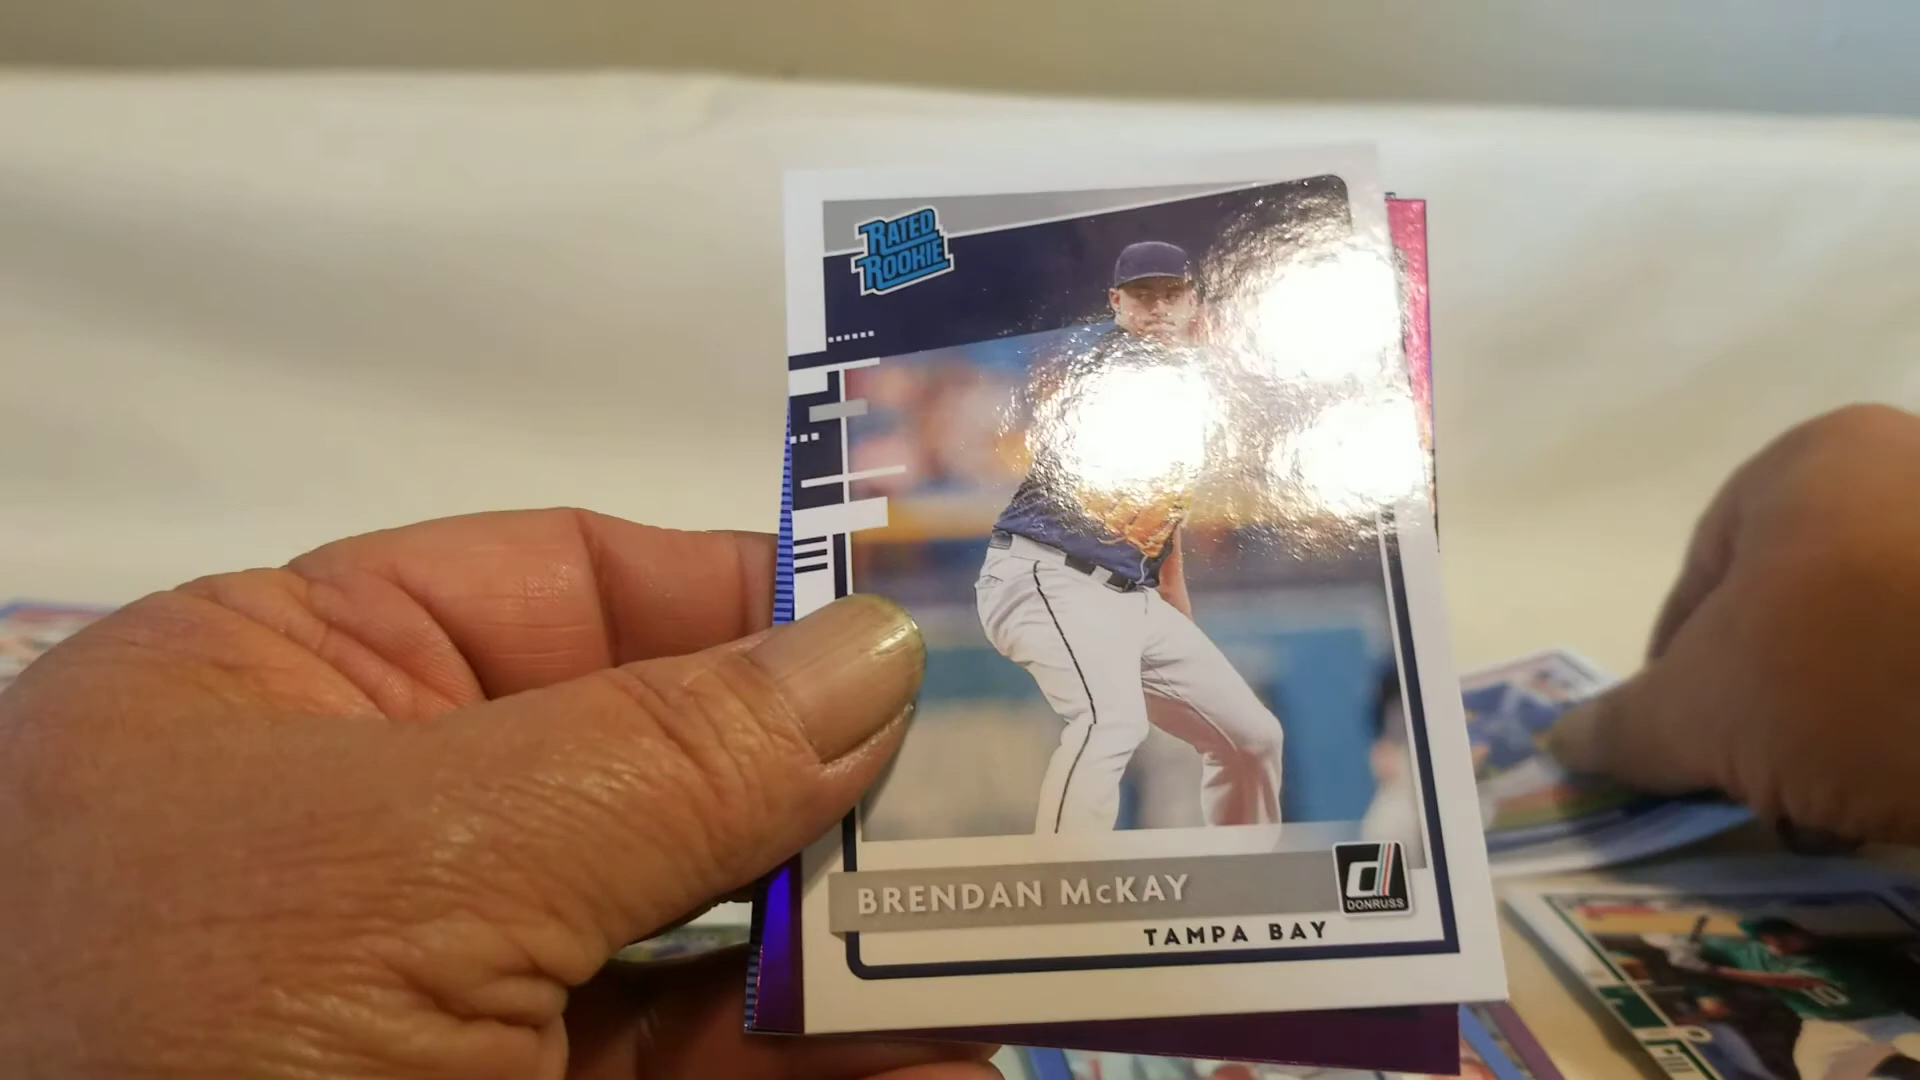 RATED
ROOKIE
BRENDAN McKAY
DONRUSS
TAMPA BAY